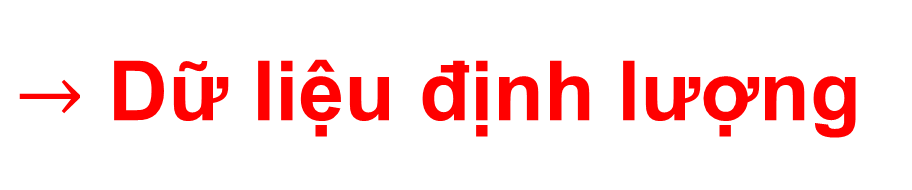 → Dữ liệu định lượng